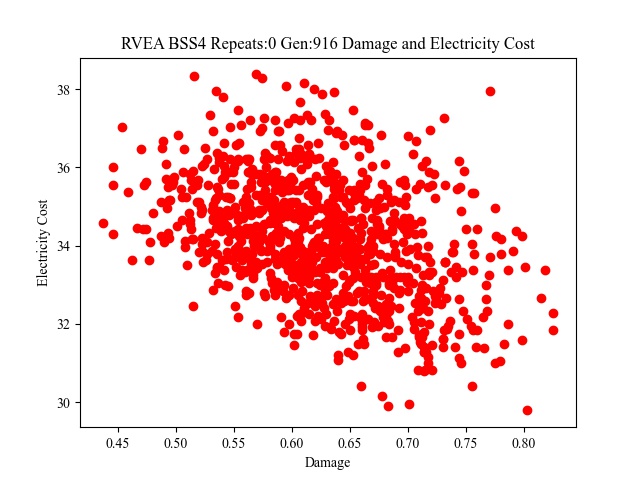 RVEA BSS4 Repeats:0 Gen:916 Damage and Electricity Cost
38
36
34
32
30
Electricity Cost
0.45 0.50 0.55 0.60 0.65 0.70 0.75 0.80
Damage